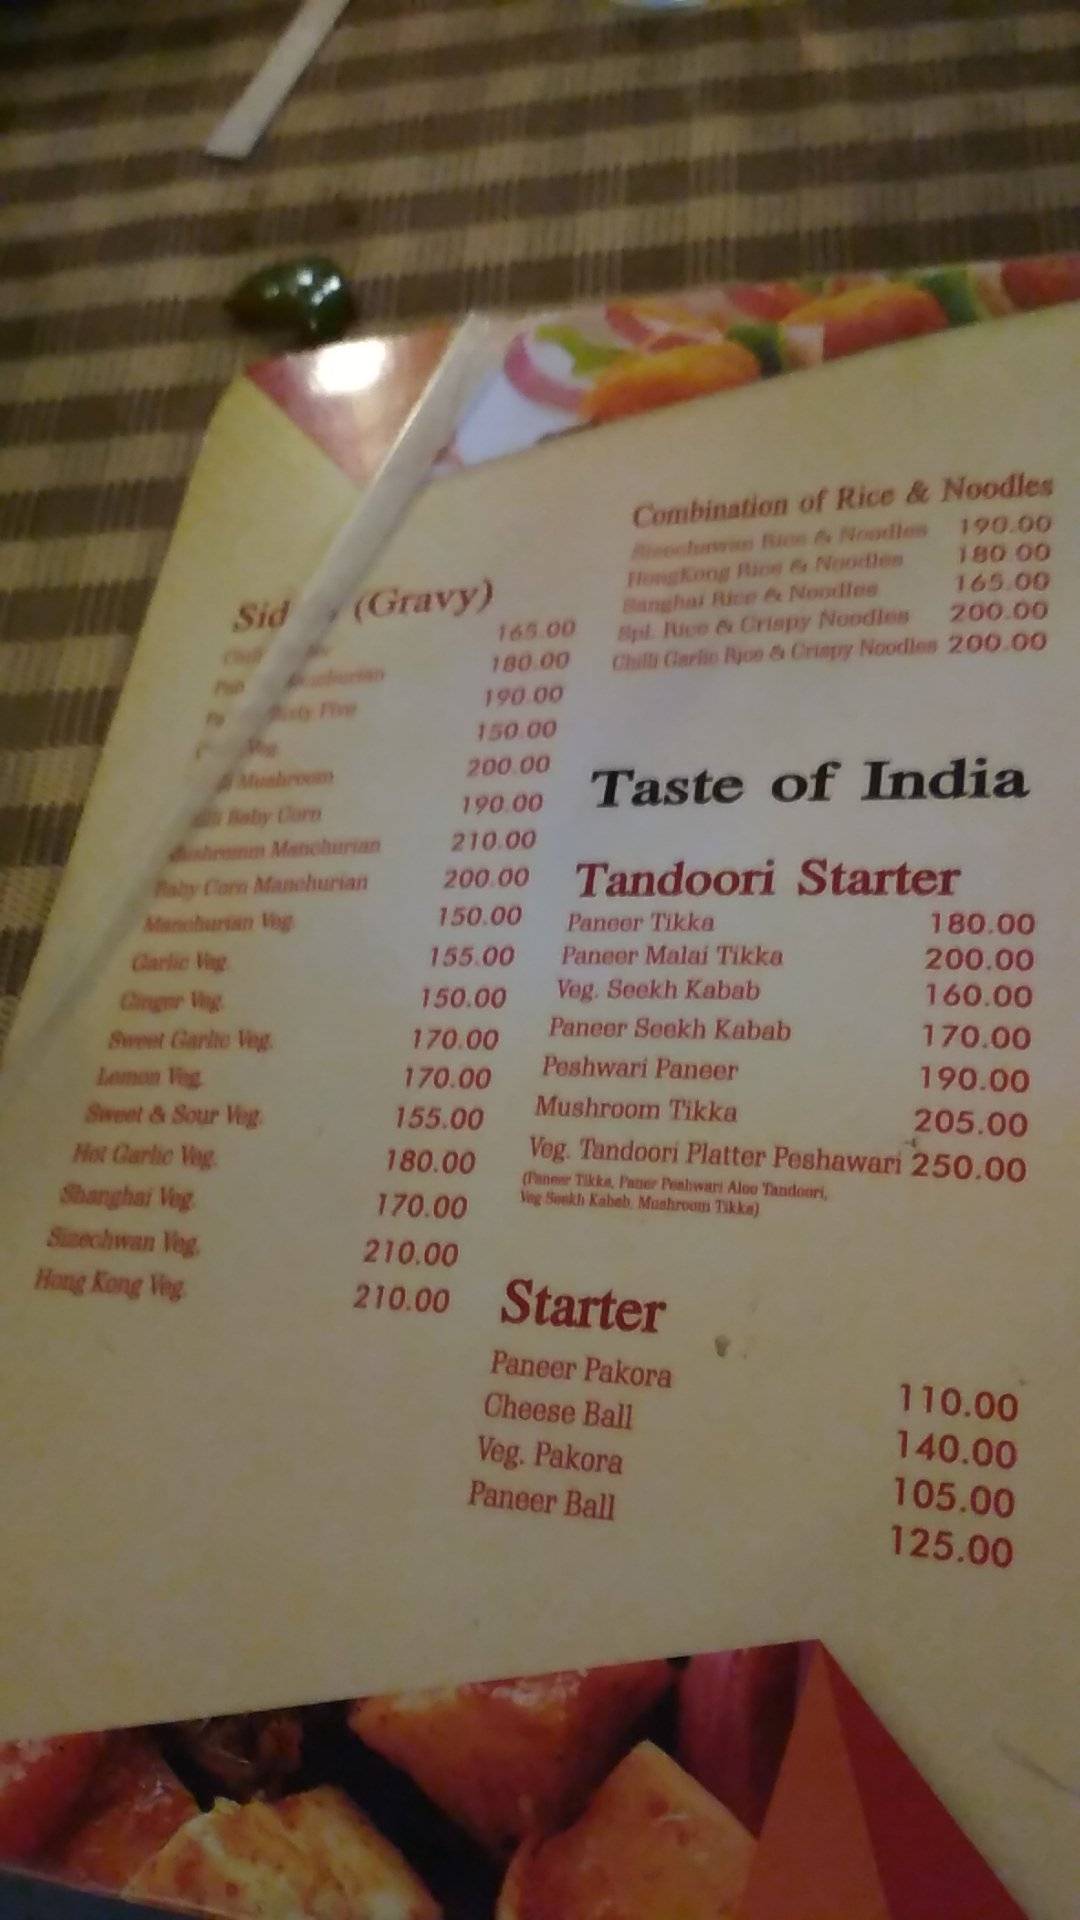 (Gravy)
165.00
180.00
190.00
Veg. 150.00
Mushroom 200.00
Baby Corn 190.00
Manchurian 210.00
Baby Corn Manchurian 200.00
Manchurian Veg. 150.00
Garlic Veg. 155.00
Ginger Veg. 150.00
Sweet Garlic Veg. 170.00
Lemon Veg. 170.00
Sweet & Sour Veg. 155.00
Hot Garlic Veg. 180.00
Shanghai Veg. 170.00
Sizechwan Veg. 210.00
Hong Kong Veg. 210.00
Combination of Rice & Noodles
Rice & Noodles 190.00
HongKong Rice & Noodles 180.00
Sanghai Rice & Noodles 165.00
Spl. Rice & Crispy Noodles 200.00
Chilli Garlic Rice & Crispy Noodles 200.00
Taste of India
Tandoori Starter
Paneer Tikka 180.00
Paneer Malai Tikka 200.00
Veg. Seekh Kabab 160.00
Paneer Seekh Kabab 170.00
Peshwari Paneer 190.00
Mushroom Tikka 205.00
Veg. Tandoori Platter Peshawari 250.00
(Paneer Tikka, Paner Peshwari Aloo Tandoori,
Veg Seekh Kabab, Mushroom Tikka)
Starter
Paneer Pakora 110.00
Cheese Ball 140.00
Veg. Pakora 105.00
Paneer Ball 125.00